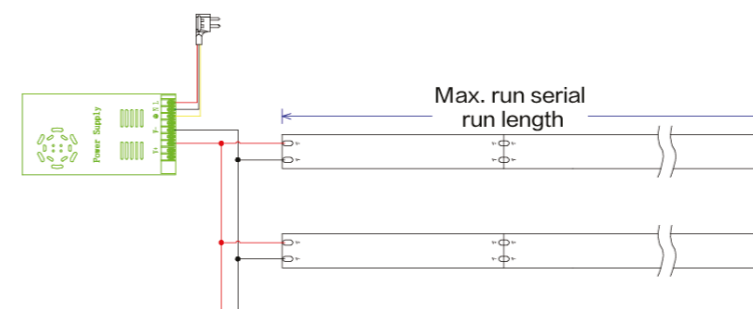 Max. run serial
run length
Power Supply
L
N
V-
V+